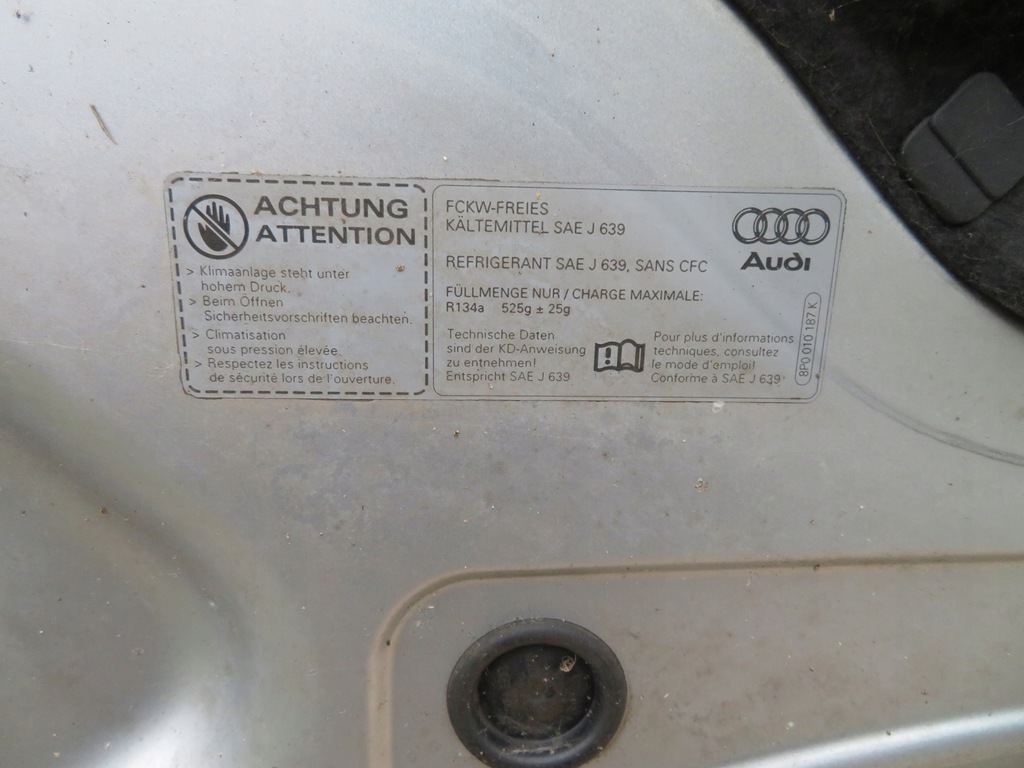 ACHTUNG
ATTENTION
> Klimaanlage steht unter
hohem Druck.
> Beim Öffnen
Sicherheitsvorschriften beachten.
> Climatisation
sous pression élevée.
> Respectez les instructions
de sécurité lors de l'ouverture.
FCKW-FREIES
KÄLTEMITTEL SAE J 639
REFRIGERANT SAE J 639, SANS CFC
FÜLLMENGE NUR / CHARGE MAXIMALE:
R134a 525g ± 25g
Technische Daten
sind der KD-Anweisung
zu entnehmen!
Entspricht SAE J 639
Pour plus d'informations
techniques, consultez
le mode d'emploi!
Conforme à SAE J 639
Audi
8P0 010 187 K